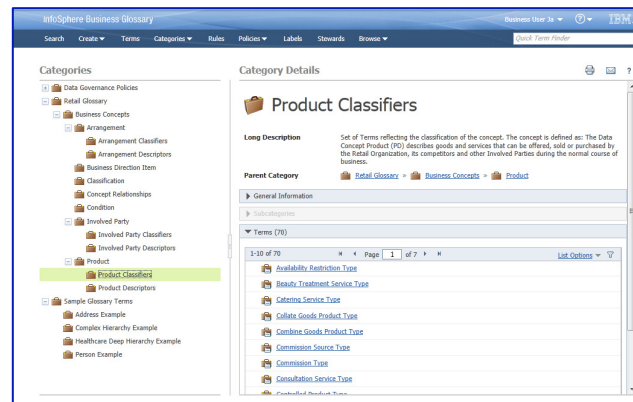 InfoSphere Business Glossary
Business User Ja
?
IBM
Search Create Terms Categories Rules Policies Labels Stewards Browse
Quick Term Finder
Categories
Data Governance Policies
Retail Glossary
Business Concepts
Arrangement
Arrangement Classifiers
Arrangement Descriptors
Business Direction Item
Classification
Concept Relationships
Condition
Involved Party
Involved Party Classifiers
Involved Party Descriptors
Product
Product Classifiers
Product Descriptors
Sample Glossary Terms
Address Example
Complex Hierarchy Example
Healthcare Deep Hierarchy Example
Person Example
Category Details
?
Product Classifiers
Long Description
Set of Terms reflecting the classification of the concept. The concept is defined as: The Data
Concept Product (PD) describes goods and services that can be offered, sold or purchased by
the Retail Organization, its competitors and other Involved Parties during the normal course of
business.
Parent Category
Retail Glossary » Business Concepts » Product
General Information
Subcategories
Terms (70)
1-10 of 70 Page 1 of 7 List Options
Availability Restriction Type
Beauty Treatment Service Type
Catering Service Type
Collate Goods Product Type
Combine Goods Product Type
Commission Source Type
Commission Type
Consultation Service Type
Controlled Product Type